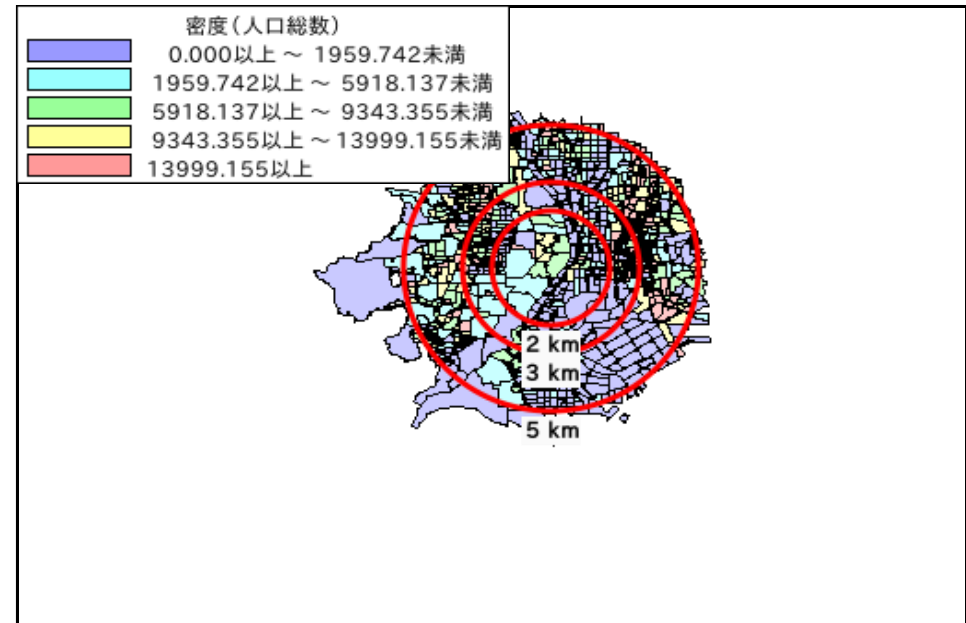 密度(人口総数)
0.000以上 ～ 1959.742未満
1959.742以上 ～ 5918.137未満
5918.137以上 ～ 9343.355未満
9343.355以上 ～ 13999.155未満
13999.155以上
2 km
3 km
5 km